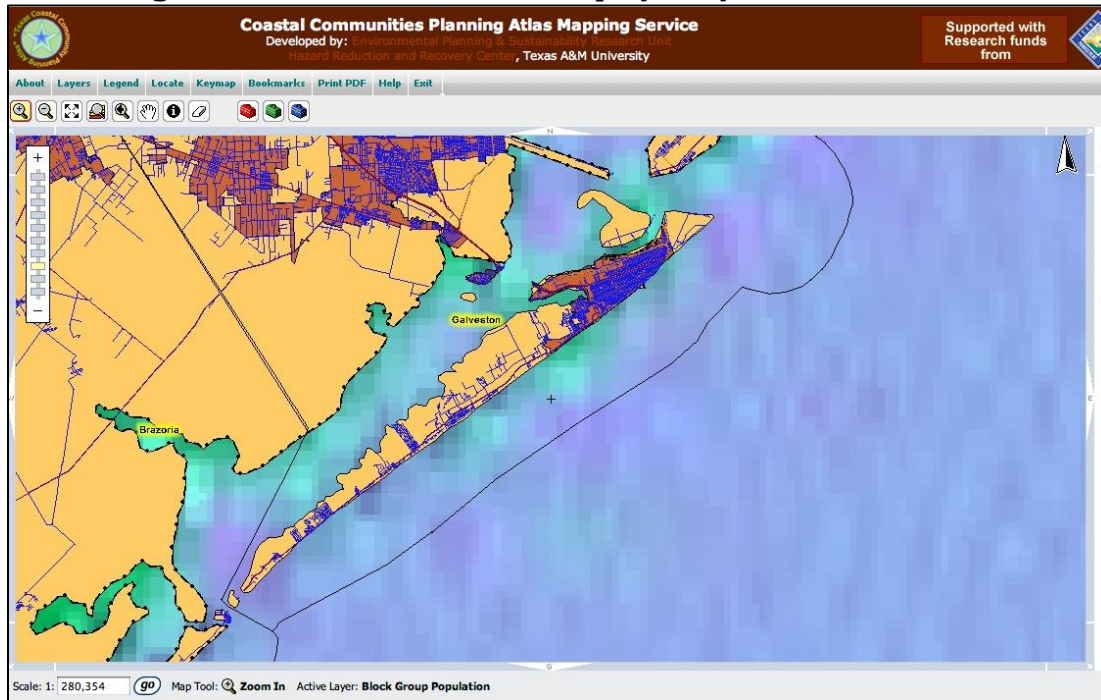 Coastal Communities Planning Atlas Mapping Service
Developed by: Environmental Planning & Sustainability Research Unit
Hazard Reduction and Recovery Center, Texas A&M University
Supported with
Research funds
from
About Layers Legend Locate Keymap Bookmarks Print PDF Help Exit
N
+
−
Galveston
Brazoria
E
S
Scale: 1: 280,354 go Map Tool: Zoom In Active Layer: Block Group Population